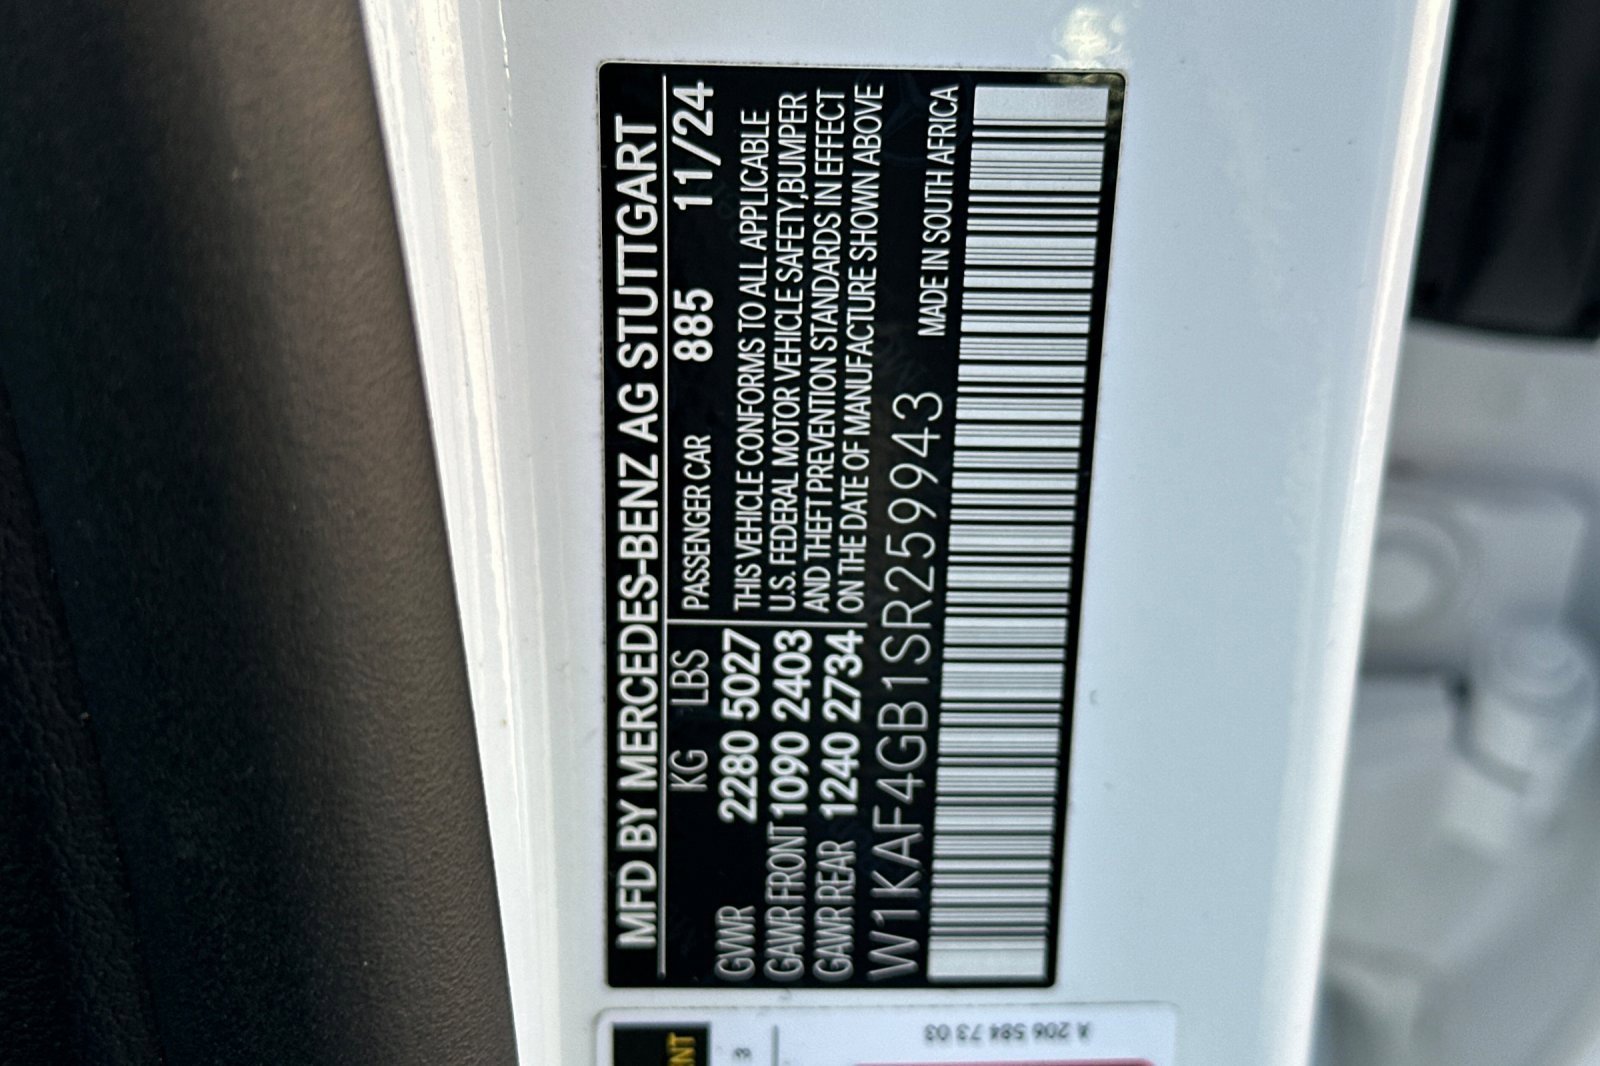 MFD BY MERCEDES-BENZ AG STUTTGART
KG LBS
GVWR 2280 5027
GAWR FRONT 1090 2403
GAWR REAR 1240 2734
PASSENGER CAR 885 11/24
THIS VEHICLE CONFORMS TO ALL APPLICABLE
U.S. FEDERAL MOTOR VEHICLE SAFETY,BUMPER
AND THEFT PREVENTION STANDARDS IN EFFECT
ON THE DATE OF MANUFACTURE SHOWN ABOVE
MADE IN SOUTH AFRICA
W1KAF4GB1SR259943
A 206 584 73 03